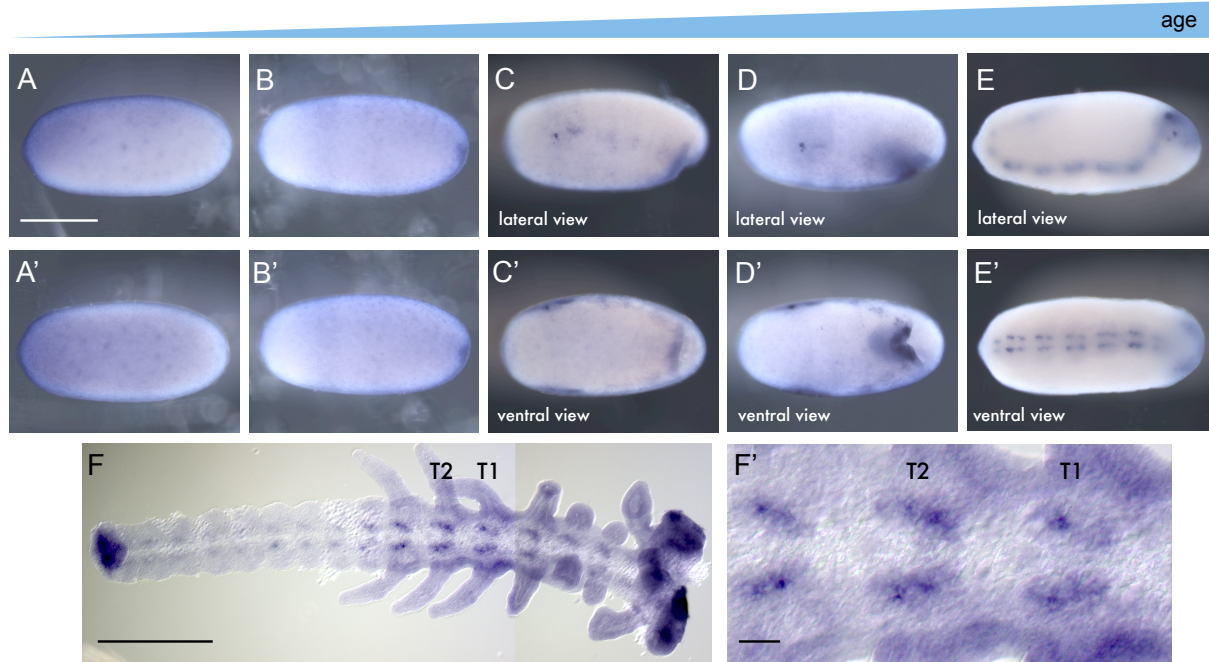 age
A
B
C
lateral view
D
lateral view
E
lateral view
A’
B’
C’
ventral view
D’
ventral view
E’
ventral view
F
T2
T1
F’
T2
T1